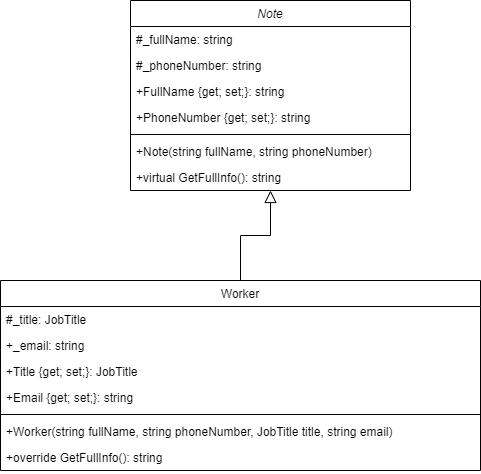 Note
#_fullName: string
#_phoneNumber: string
+FullName {get; set;}: string
+PhoneNumber {get; set;}: string
+Note(string fullName, string phoneNumber)
+virtual GetFullInfo(): string
Worker
#_title: JobTitle
+_email: string
+Title {get; set;}: JobTitle
+Email {get; set;}: string
+Worker(string fullName, string phoneNumber, JobTitle title, string email)
+override GetFullInfo(): string